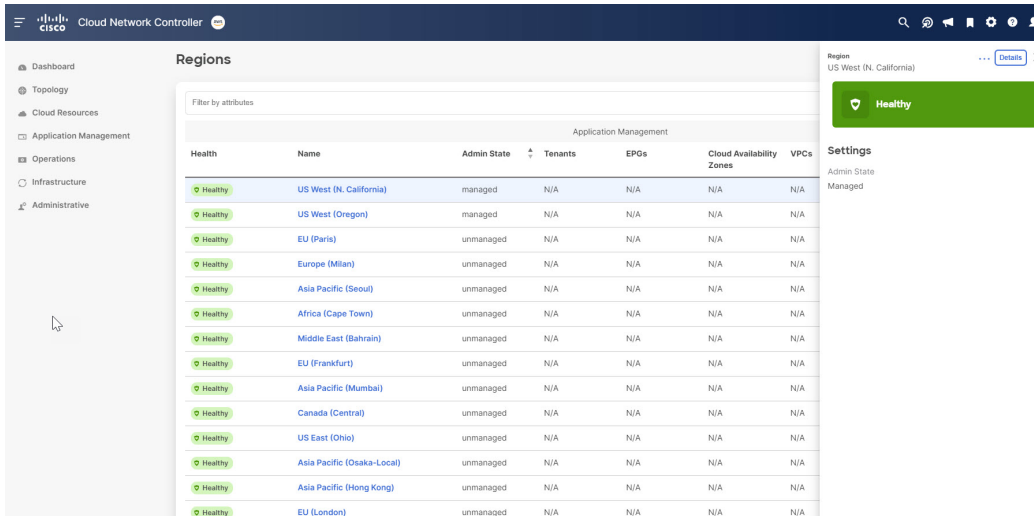 CISCO Cloud Network Controller aws
Dashboard
Topology
Cloud Resources
Application Management
Operations
Infrastructure
Administrative
Regions
Filter by attributes
Application Management
Health Name Admin State Tenants EPGs Cloud Availability Zones VPCs
Healthy US West (N. California) managed N/A N/A N/A N/A
Healthy US West (Oregon) managed N/A N/A N/A N/A
Healthy EU (Paris) unmanaged N/A N/A N/A N/A
Healthy Europe (Milan) unmanaged N/A N/A N/A N/A
Healthy Asia Pacific (Seoul) unmanaged N/A N/A N/A N/A
Healthy Africa (Cape Town) unmanaged N/A N/A N/A N/A
Healthy Middle East (Bahrain) unmanaged N/A N/A N/A N/A
Healthy EU (Frankfurt) unmanaged N/A N/A N/A N/A
Healthy Asia Pacific (Mumbai) unmanaged N/A N/A N/A N/A
Healthy Canada (Central) unmanaged N/A N/A N/A N/A
Healthy US East (Ohio) unmanaged N/A N/A N/A N/A
Healthy Asia Pacific (Osaka-Local) unmanaged N/A N/A N/A N/A
Healthy Asia Pacific (Hong Kong) unmanaged N/A N/A N/A N/A
Healthy EU (London) unmanaged N/A N/A N/A N/A
Region
US West (N. California)
... Details
Healthy
Settings
Admin State
Managed